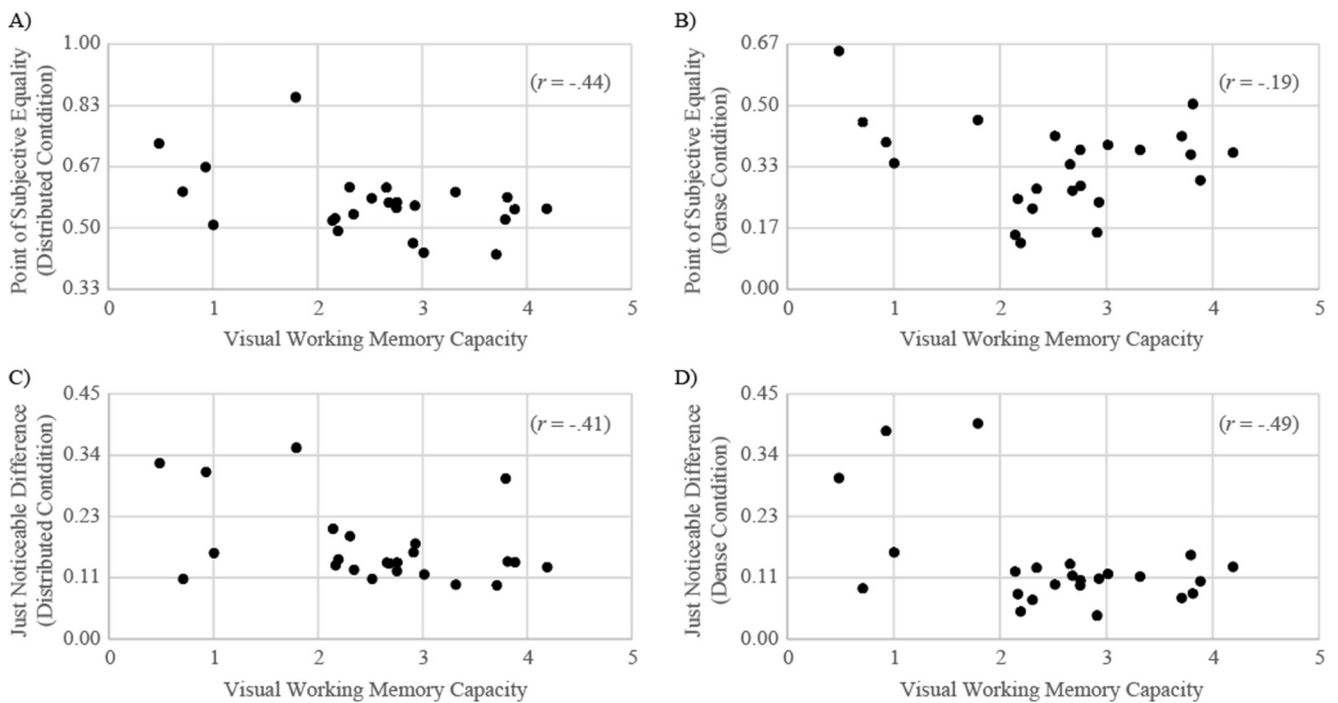 A)
1.00
0.83
0.67
0.50
0.33
Point of Subjective Equality
(Distributed Contdition)
(r = -.44)
0 1 2 3 4 5
Visual Working Memory Capacity
B)
0.67
0.50
0.33
0.17
0.00
Point of Subjective Equality
(Dense Condition)
(r = -.19)
0 1 2 3 4 5
Visual Working Memory Capacity
C)
0.45
0.34
0.23
0.11
0.00
Just Noticeable Difference
(Distributed Contdition)
(r = -.41)
0 1 2 3 4 5
Visual Working Memory Capacity
D)
0.45
0.34
0.23
0.11
0.00
Just Noticeable Difference
(Dense Condition)
(r = -.49)
0 1 2 3 4 5
Visual Working Memory Capacity